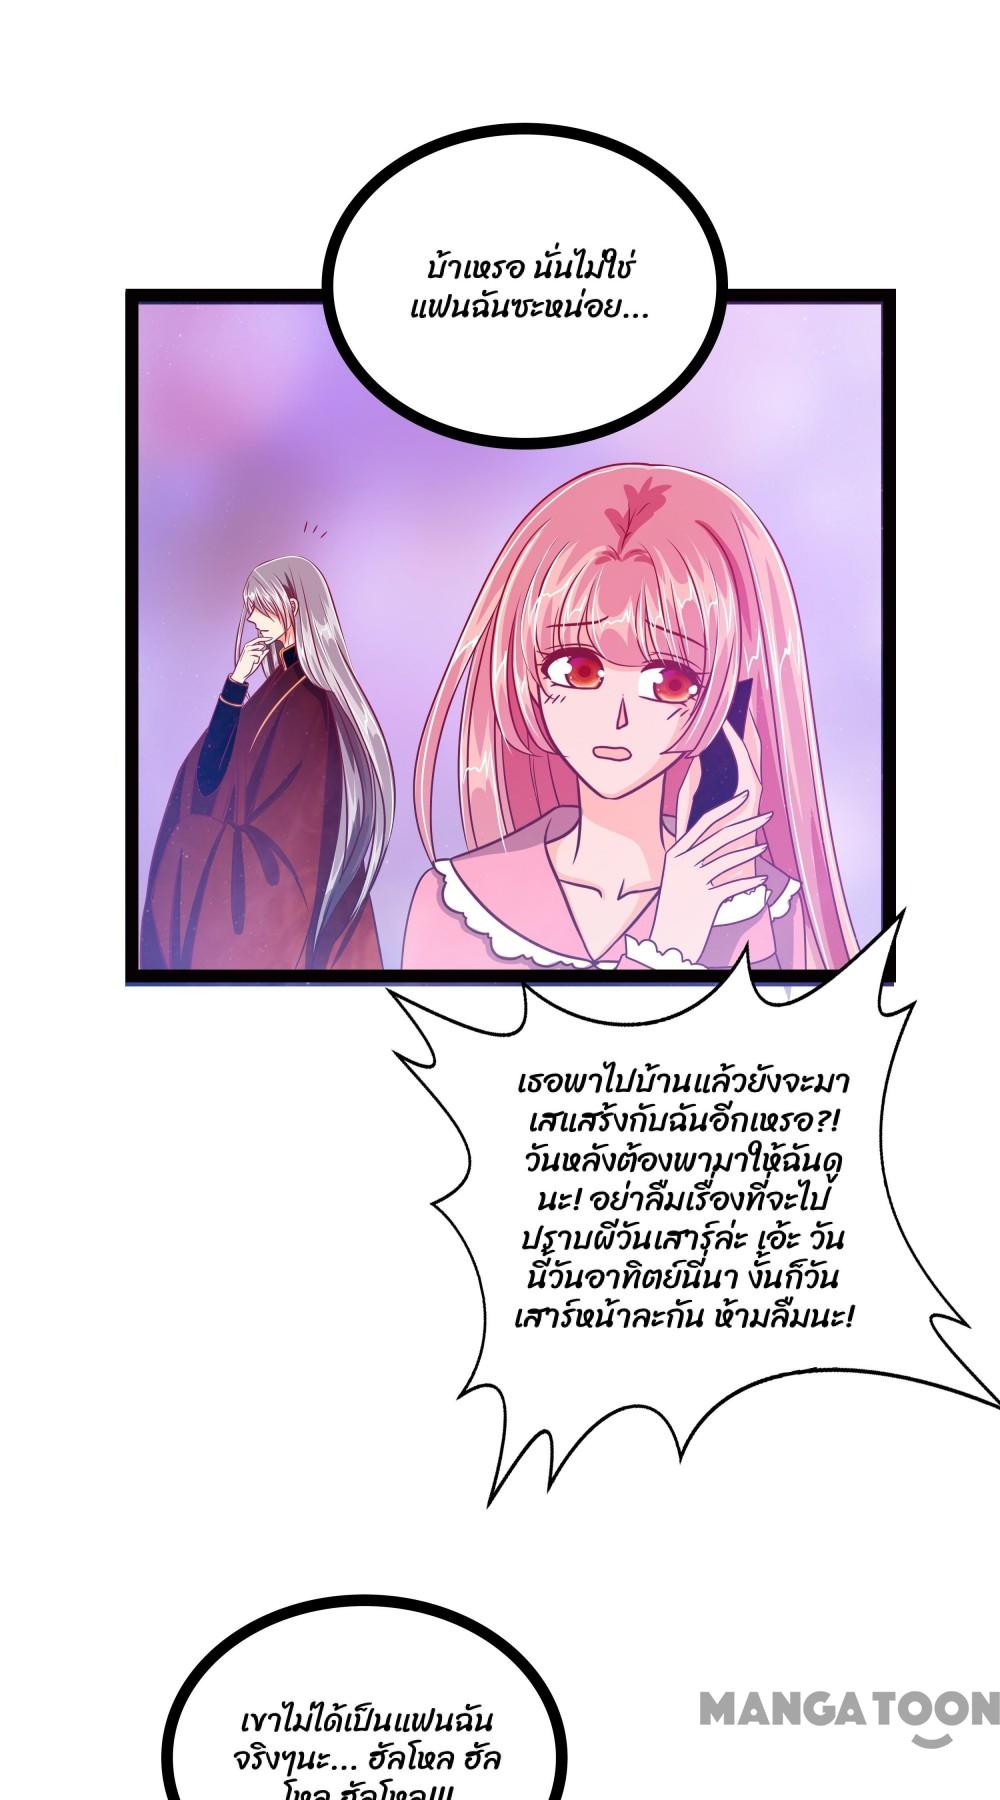 บ้าเหรอ นั่นไม่ใช่
แฟนฉันซะหน่อย...
เธอพาไปบ้านแล้วยังจะมา
เสแสร้งกับฉันอีกเหรอ?!
วันหลังต้องพามาให้ฉันดู
นะ! อย่าลืมเรื่องที่จะไป
ปราบผีวันเสาร์ล่ะ เอ้ะ วัน
นี้วันอาทิตย์นี่นา งั้นก็วัน
เสาร์หน้าละกัน ห้ามลืมนะ!
เขาไม่ได้เป็นแฟนฉัน
จริงๆนะ... ฮัลโหล ฮัล
โหล ฮัลโหล!!!
MANGATOON